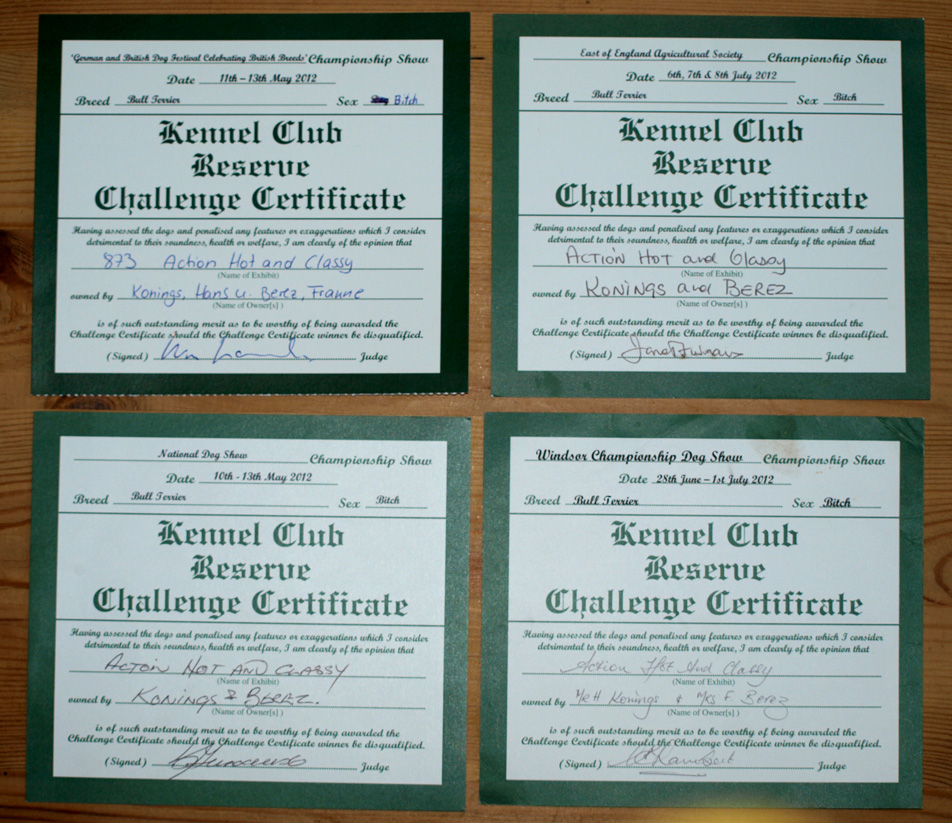 'German and British Dog Festival Celebrating British Breeds' Championship Show
Date 11th – 13th May 2012
Breed Bull Terrier Sex Bitch
Kennel Club
Reserve
Challenge Certificate
Having assessed the dogs and penalised any features or exaggerations which I consider
detrimental to their soundness, health or welfare, I am clearly of the opinion that
873 Action Hot and Classy
(Name of Exhibit)
owned by Konings, Hans u. Berez, Franne
(Name of Owner[s] )
is of such outstanding merit as to be worthy of being awarded the
Challenge Certificate should the Challenge Certificate winner be disqualified.
(Signed) Judge
East of England Agricultural Society Championship Show
Date 6th, 7th & 8th July 2012
Breed Bull Terrier Sex Bitch
Kennel Club
Reserve
Challenge Certificate
Having assessed the dogs and penalised any features or exaggerations which I consider
detrimental to their soundness, health or welfare, I am clearly of the opinion that
ACTION HOT and Glassy
(Name of Exhibit)
owned by KONINGS and BEREZ
(Name of Owner[s] )
is of such outstanding merit as to be worthy of being awarded the
Challenge Certificate should the Challenge Certificate winner be disqualified.
(Signed) Judge
National Dog Show Championship Show
Date 10th - 13th May 2012
Breed Bull Terrier Sex Bitch
Kennel Club
Reserve
Challenge Certificate
Having assessed the dogs and penalised any features or exaggerations which I consider
detrimental to their soundness, health or welfare, I am clearly of the opinion that
ACTION HOT AND CLASSY
(Name of Exhibit)
owned by KONINGS & BEREZ.
(Name of Owner[s] )
is of such outstanding merit as to be worthy of being awarded the
Challenge Certificate should the Challenge Certificate winner be disqualified.
(Signed) Judge
Windsor Championship Dog Show Championship Show
Date 28th June – 1st July 2012
Breed Bull Terrier Sex Bitch
Kennel Club
Reserve
Challenge Certificate
Having assessed the dogs and penalised any features or exaggerations which I consider
detrimental to their soundness, health or welfare, I am clearly of the opinion that
Action Hot And Classy
(Name of Exhibit)
owned by Konings & Mrs F. Berez
(Name of Owner[s] )
is of such outstanding merit as to be worthy of being awarded the
Challenge Certificate should the Challenge Certificate winner be disqualified.
(Signed) Judge